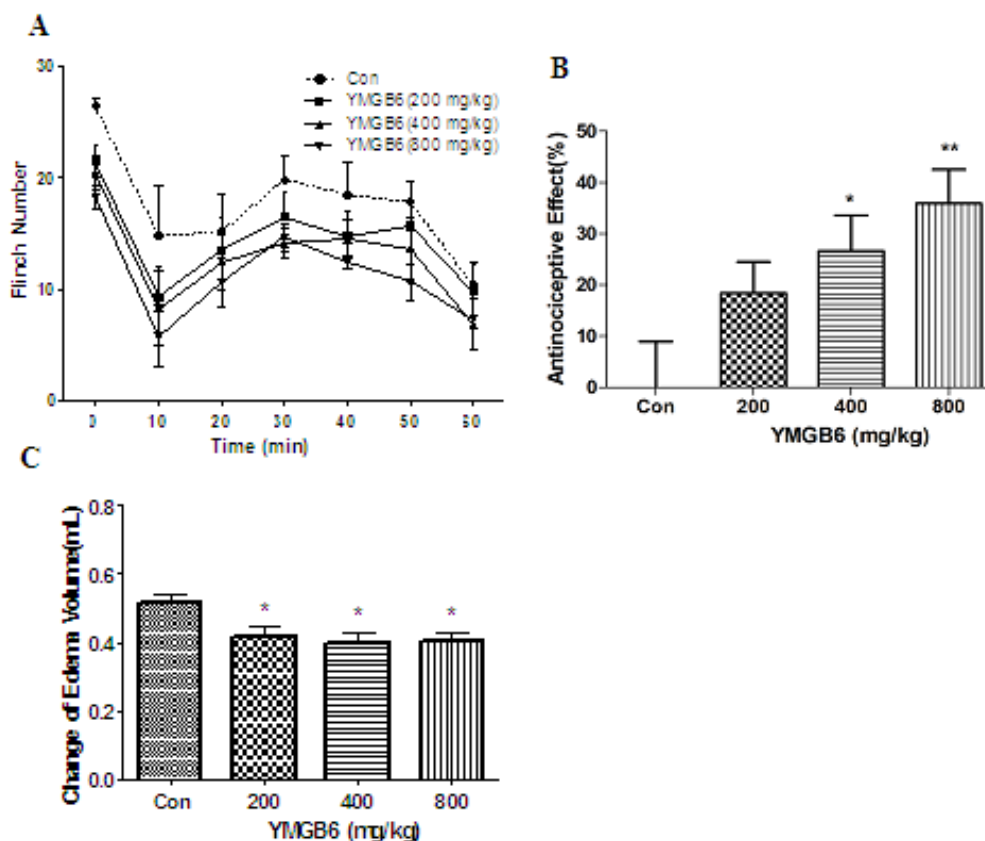 A
30
20
10
0
Flinch Number
Con
YMGB6(200 mg/kg)
YMGB6(400 mg/kg)
YMGB6(800 mg/kg)
0 10 20 30 40 50 60
Time (min)
B
50
40
30
20
10
0
Antinociceptive Effect(%)
*
**
Con 200 400 800
YMGB6 (mg/kg)
C
0.8
0.6
0.4
0.2
0.0
Change of Edema Volume(mL)
* * *
Con 200 400 800
YMGB6 (mg/kg)